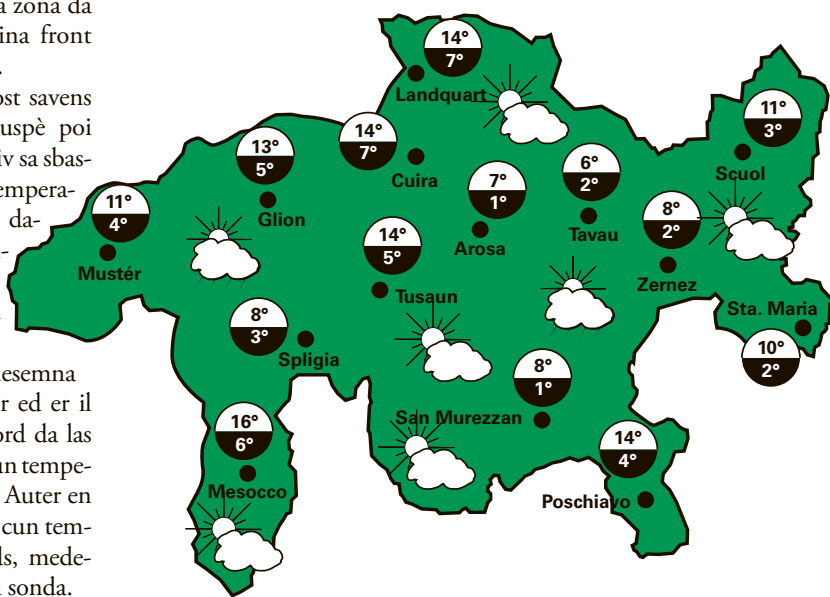 a zona da
ina front
.
ost savens
uspè poi
iv sa sbas-
empera-
da-
-
esemna
r ed er il
ord da las
un tempe-
Auter en
cun tem-
ls, mede-
sonda.
14°
7°
Landquart
14°
7°
Cuira
13°
5°
Glion
11°
4°
Mustér
7°
1°
Arosa
6°
2°
Tavau
11°
3°
Scuol
8°
2°
Zernez
14°
5°
Tusaun
8°
3°
Spligia
Sta. Maria
10°
2°
8°
1°
San Murezzan
16°
6°
Mesocco
14°
4°
Poschiavo